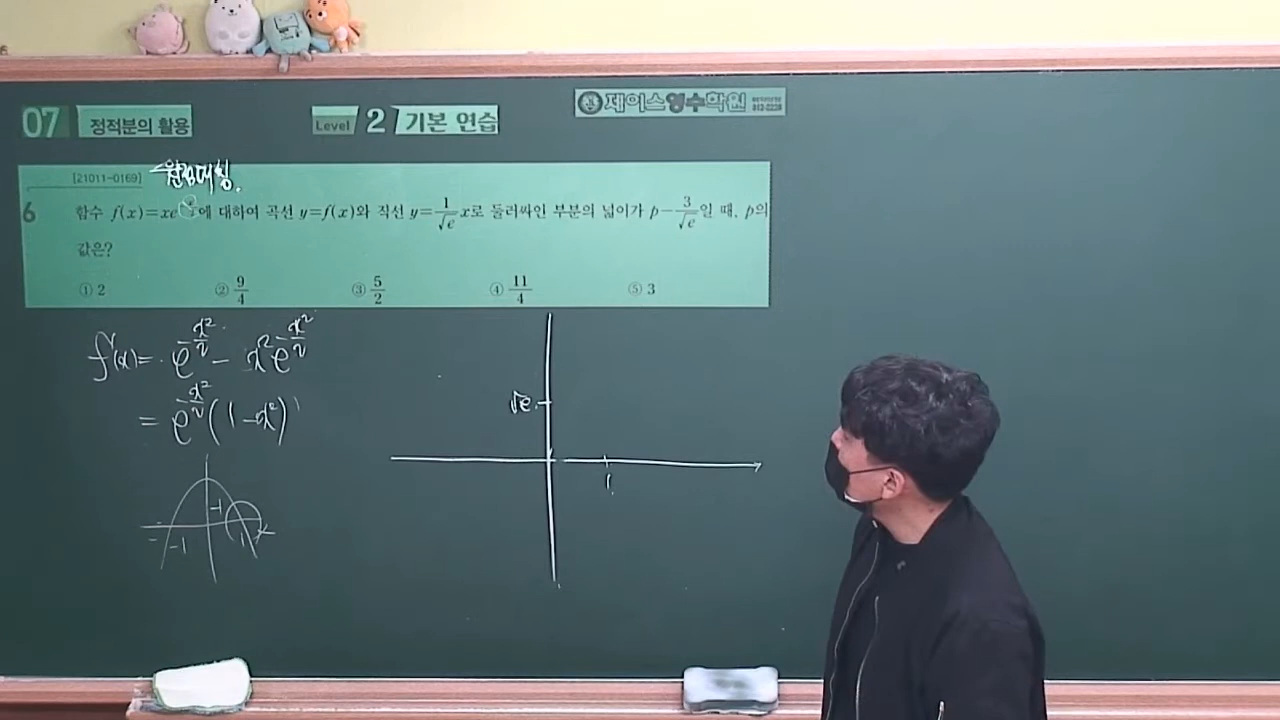 07 정적분의 활용 Level 2 기본 연습 제이스영수학원
[21011-0169] 원점대칭.
6 함수 f(x)=xe 에 대하여 곡선 y=f(x)와 직선 y=1/√e x로 둘러싸인 부분의 넓이가 p-3/√e일 때, p의
값은?
① 2 ② 9/4 ③ 5/2 ④ 11/4 ⑤ 3
f'(x)= e^(-x²/2) - x²e^(-x²/2)
= e^(-x²/2)(1-x²)
√e
1
-1
-1 1